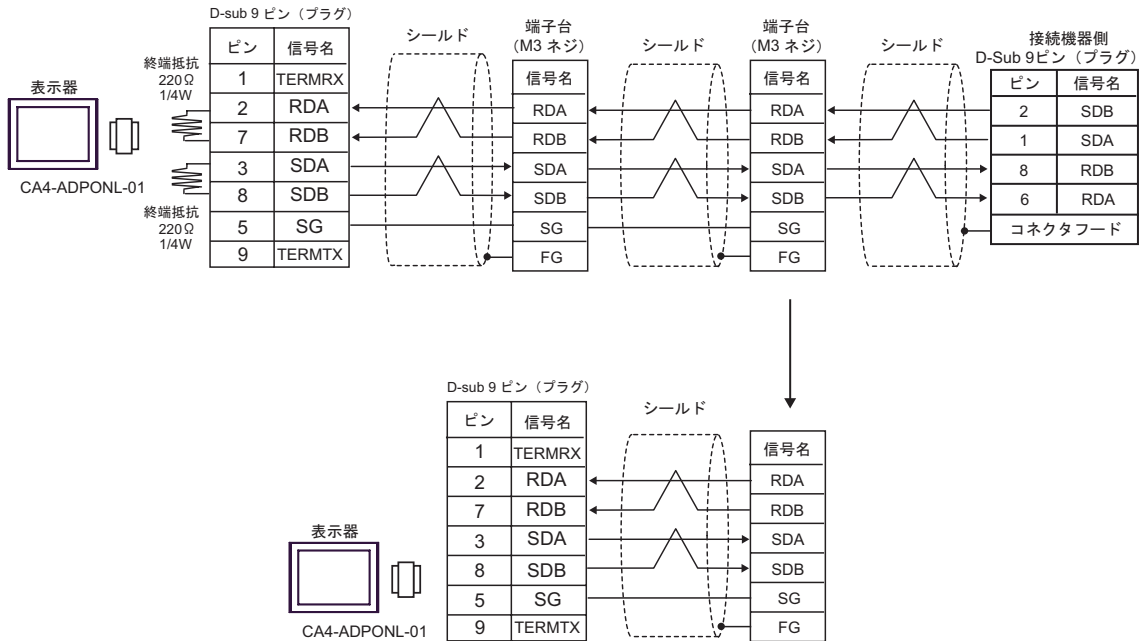 D-sub 9 ピン（プラグ）
ピン 信号名
1 TERMRX
2 RDA
7 RDB
3 SDA
8 SDB
5 SG
9 TERMTX
終端抵抗
220Ω
1/4W
終端抵抗
220Ω
1/4W
表示器
CA4-ADPONL-01
シールド
端子台
(M3 ネジ)
信号名
RDA
RDB
SDA
SDB
SG
FG
シールド
端子台
(M3 ネジ)
信号名
RDA
RDB
SDA
SDB
SG
FG
シールド
接続機器側
D-Sub 9ピン（プラグ）
ピン 信号名
2 SDB
1 SDA
8 RDB
6 RDA
コネクタフード
D-sub 9 ピン（プラグ）
ピン 信号名
1 TERMRX
2 RDA
7 RDB
3 SDA
8 SDB
5 SG
9 TERMTX
表示器
CA4-ADPONL-01
シールド
信号名
RDA
RDB
SDA
SDB
SG
FG